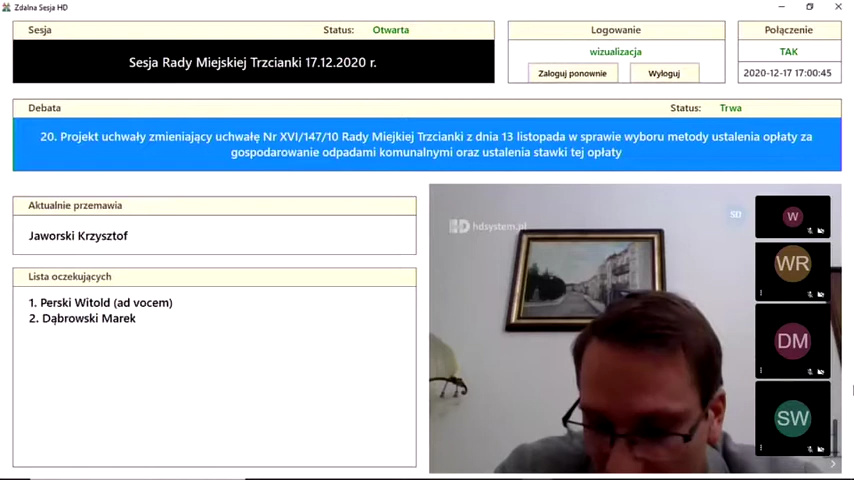 Zdalna Sesja HD
Sesja
Status: Otwarta
Sesja Rady Miejskiej Trzcianki 17.12.2020 r.
Logowanie
wizualizacja
Zaloguj ponownie
Wyloguj
Połączenie
TAK
2020-12-17 17:00:45
Debata
Status: Trwa
20. Projekt uchwały zmieniający uchwałę Nr XVI/147/10 Rady Miejkiej Trzcianki z dnia 13 listopada w sprawie wyboru metody ustalenia opłaty za
gospodarowanie odpadami komunalnymi oraz ustalenia stawki tej opłaty
Aktualnie przemawia
Jaworski Krzysztof
Lista oczekujących
1. Perski Witold (ad vocem)
2. Dąbrowski Marek
HD hdsystem.pl
SD
W
WR
DM
SW